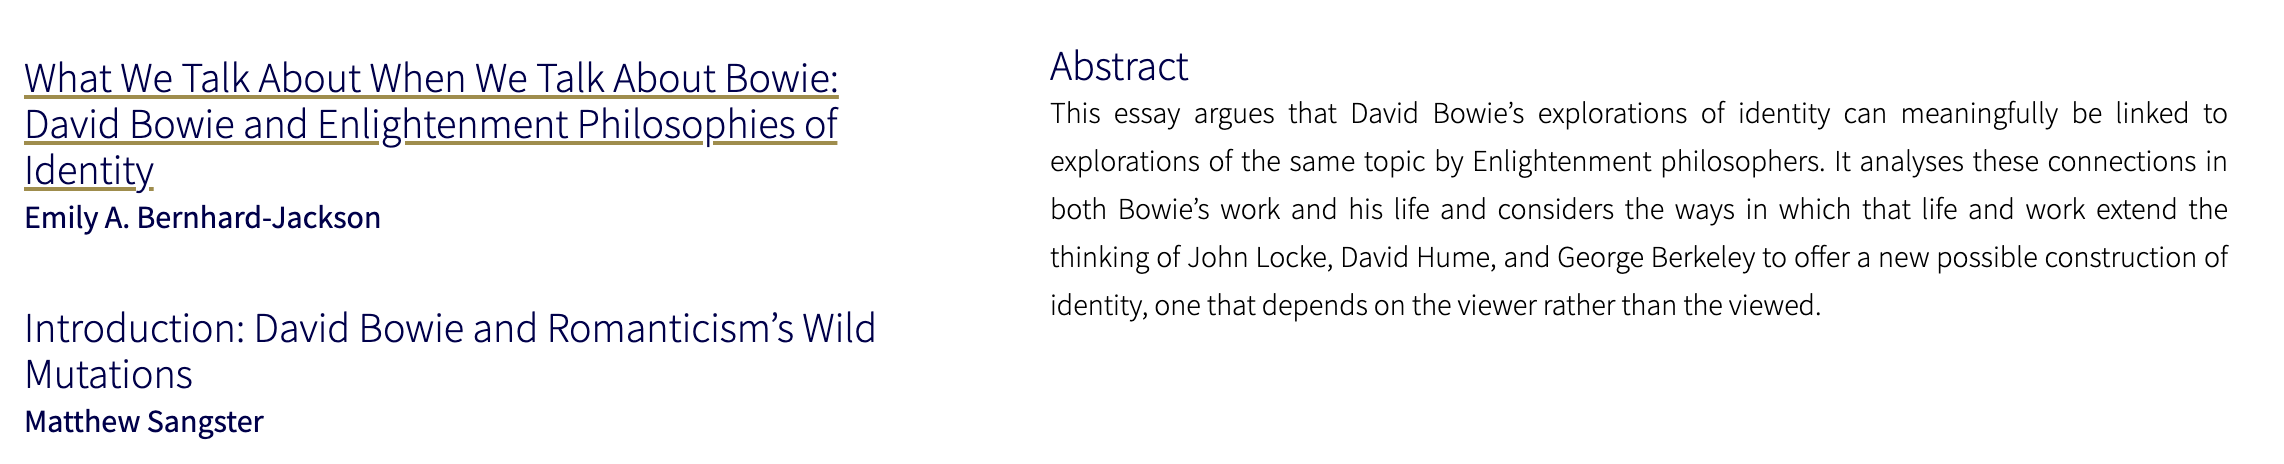 What We Talk About When We Talk About Bowie:
David Bowie and Enlightenment Philosophies of
Identity
Emily A. Bernhard-Jackson
Introduction: David Bowie and Romanticism’s Wild
Mutations
Matthew Sangster
Abstract
This essay argues that David Bowie’s explorations of identity can meaningfully be linked to
explorations of the same topic by Enlightenment philosophers. It analyses these connections in
both Bowie’s work and his life and considers the ways in which that life and work extend the
thinking of John Locke, David Hume, and George Berkeley to offer a new possible construction of
identity, one that depends on the viewer rather than the viewed.